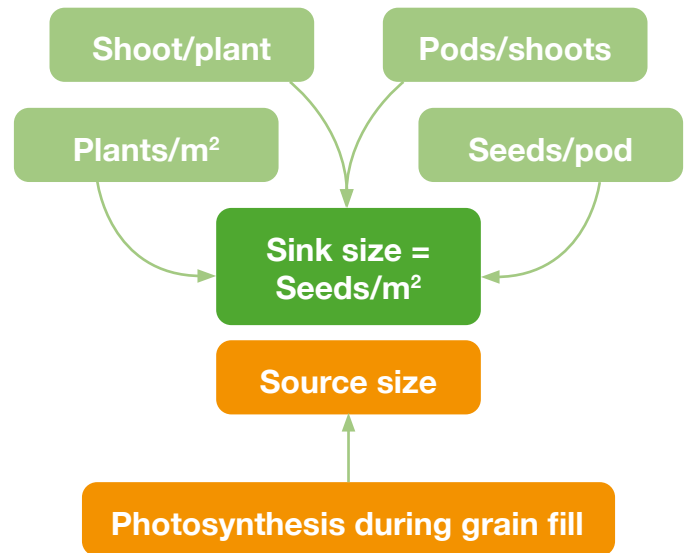 Shoot/plant
Pods/shoots
Plants/m²
Seeds/pod
Sink size =
Seeds/m²
Source size
Photosynthesis during grain fill